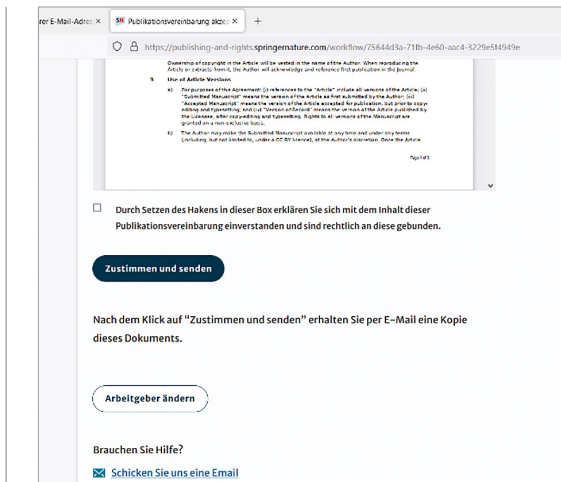 rer E-Mail-Adres
SN Publikationsvereinbarung akzep
https://publishing-and-rights.springernature.com/workflow/75644d3a-71fb-4e60-aac4-3229e5f4949e
Ownership of copyright in the Article will be vested in the name of the Author. When reproducing the
Article or extracts from it, the Author will acknowledge and reference first publication in the Journal.
3 Use of Article Versions
a) For purposes of the Agreement: (i) references to the "Article" include all versions of the Article; (ii)
"Submitted Manuscript" means the version of the Article as first submitted by the Author; (iii)
"Accepted Manuscript" means the version of the Article accepted for publication, but prior to copy-
editing and typesetting; and (iv) "Version of Record" means the version of the Article published by
the Licensee, after copy-editing and typesetting. Rights to all versions of the Manuscript are
granted on a non-exclusive basis.
b) The Author may make the Submitted Manuscript available at any time and under any terms
(including, but not limited to, under a CC BY licence), at the Author's discretion. Once the Article
Durch Setzen des Hakens in dieser Box erklären Sie sich mit dem Inhalt dieser
Publikationsvereinbarung einverstanden und sind rechtlich an diese gebunden.
Zustimmen und senden
Nach dem Klick auf "Zustimmen und senden" erhalten Sie per E-Mail eine Kopie
dieses Dokuments.
Arbeitgeber ändern
Brauchen Sie Hilfe?
Schicken Sie uns eine Email